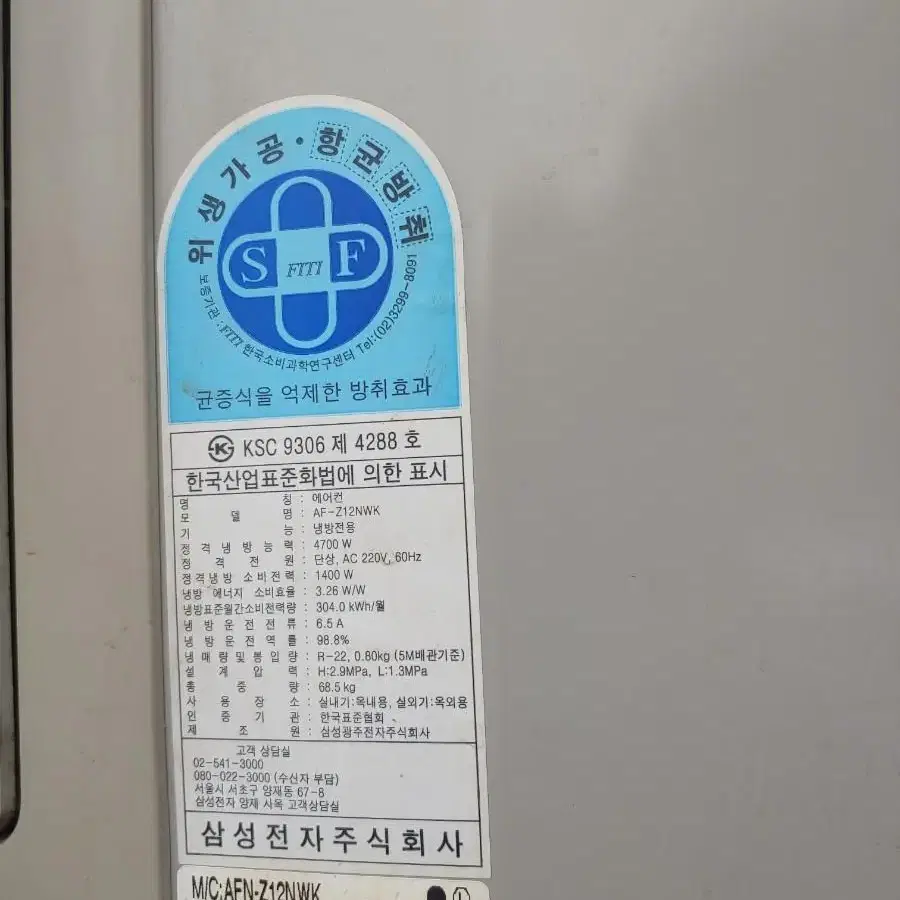 위생가공·항균방취
S FITI F
보증기관 : FITI 한국소비과학연구센터 Tel:(02)3299-8091
균증식을 억제한 방취효과
KSC 9306 제 4288 호
한국산업표준화법에 의한 표시
명 칭 : 에어컨
모 델 명 : AF-Z12NWK
기 능 : 냉방전용
정 격 냉 방 능 력 : 4700 W
정 격 전 원 : 단상, AC 220V, 60Hz
정격냉방 소비전력 : 1400 W
냉방 에너지 소비효율 : 3.26 W/W
냉방표준월간소비전력량 : 304.0 kWh/월
냉 방 운 전 전 류 : 6.5 A
냉 방 운 전 역 률 : 98.8%
냉 매 량 및 봉 입 량 : R-22, 0.80kg (5M배관기준)
설 계 압 력 : H:2.9MPa, L:1.3MPa
총 중 량 : 68.5 kg
사 용 장 소 : 실내기:옥내용, 실외기:옥외용
인 증 기 관 : 한국표준협회
제 조 원 : 삼성광주전자주식회사
고객 상담실
02-541-3000
080-022-3000 (수신자 부담)
서울시 서초구 양재동 67-8
삼성전자 양재 사옥 고객상담실
삼성전자주식회사
M/C:AFN-Z12NWK